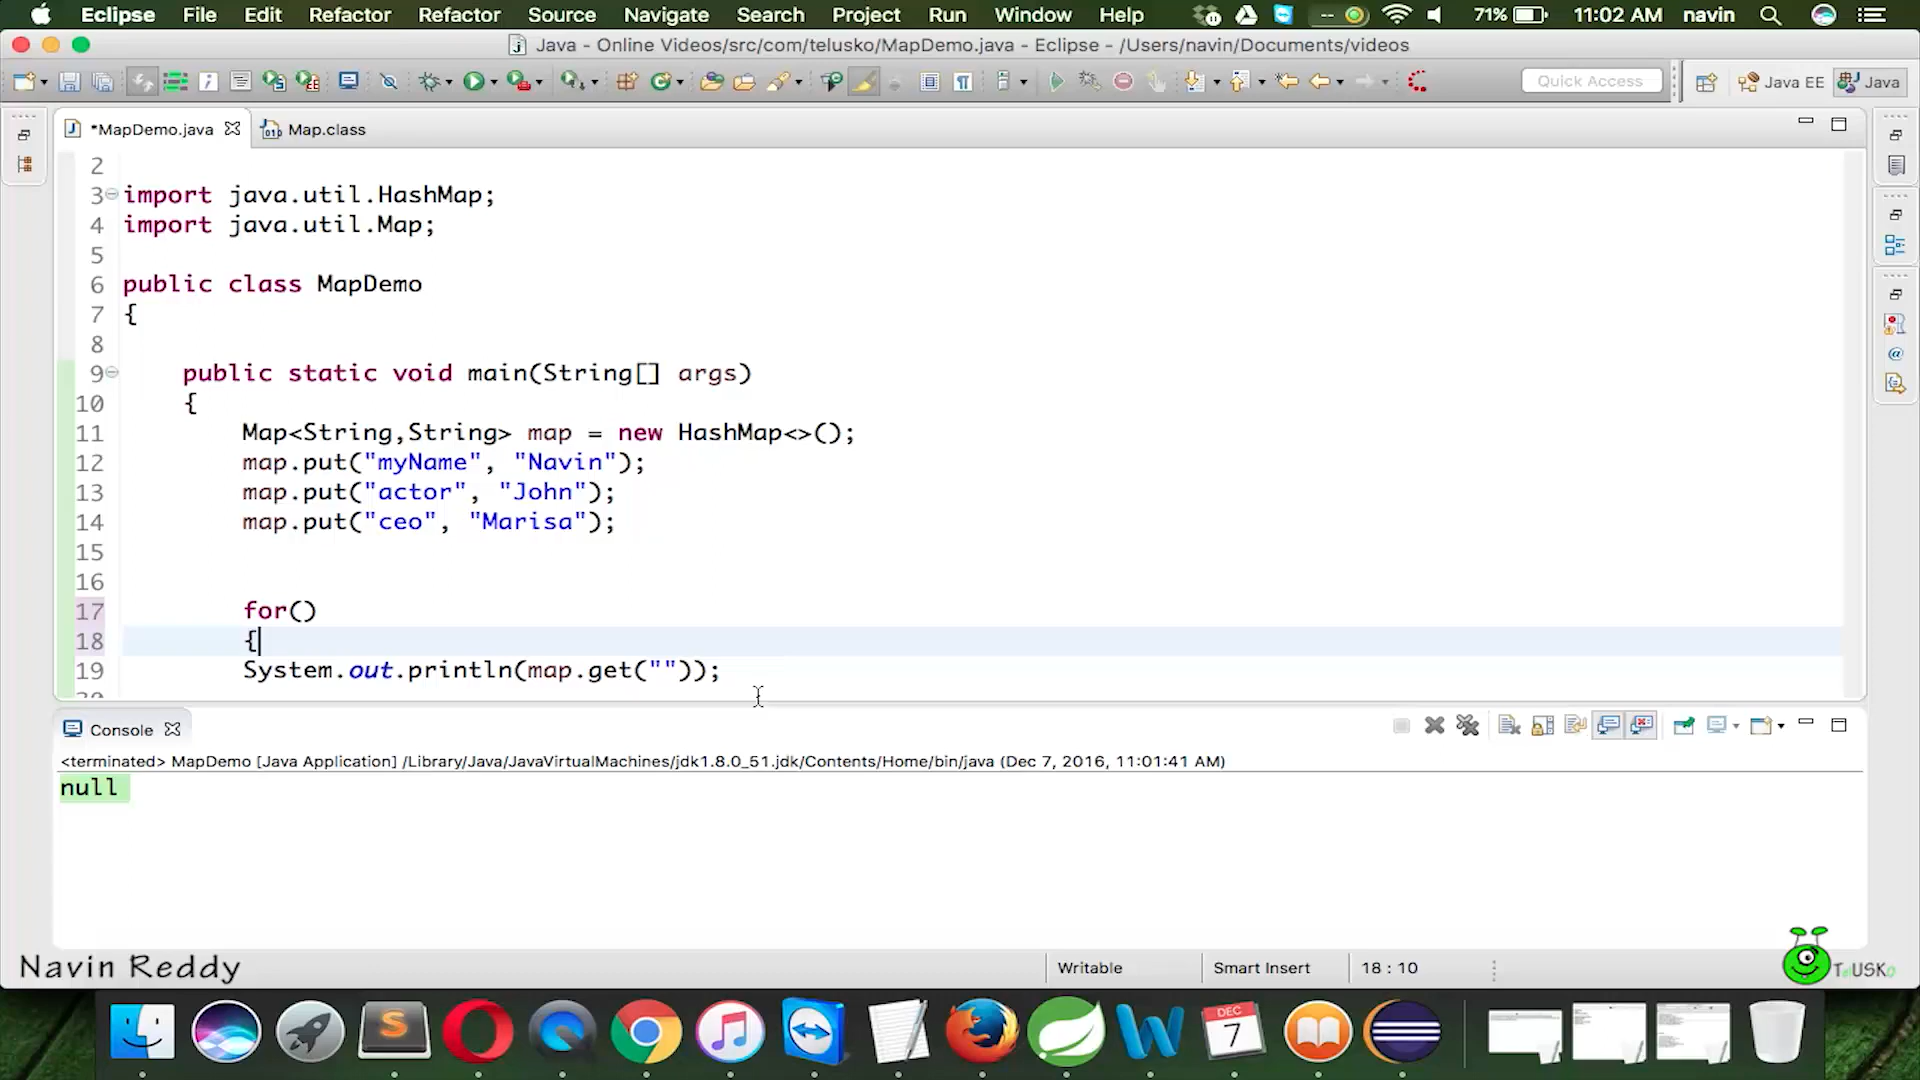 Eclipse File Edit Refactor Refactor Source Navigate Search Project Run Window Help 71% 11:02 AM navin
Java - Online Videos/src/com/telusko/MapDemo.java - Eclipse - /Users/navin/Documents/videos
Quick Access Java EE Java
*MapDemo.java Map.class
2
3 import java.util.HashMap;
4 import java.util.Map;
5
6 public class MapDemo
7 {
8
9 public static void main(String[] args)
10 {
11 Map<String,String> map = new HashMap<>();
12 map.put("myName", "Navin");
13 map.put("actor", "John");
14 map.put("ceo", "Marisa");
15
16
17 for()
18 {
19 System.out.println(map.get(""));
Console
<terminated> MapDemo [Java Application] /Library/Java/JavaVirtualMachines/jdk1.8.0_51.jdk/Contents/Home/bin/java (Dec 7, 2016, 11:01:41 AM)
null
Navin Reddy
Writable Smart Insert 18 : 10
TelUSKo
DEC
7